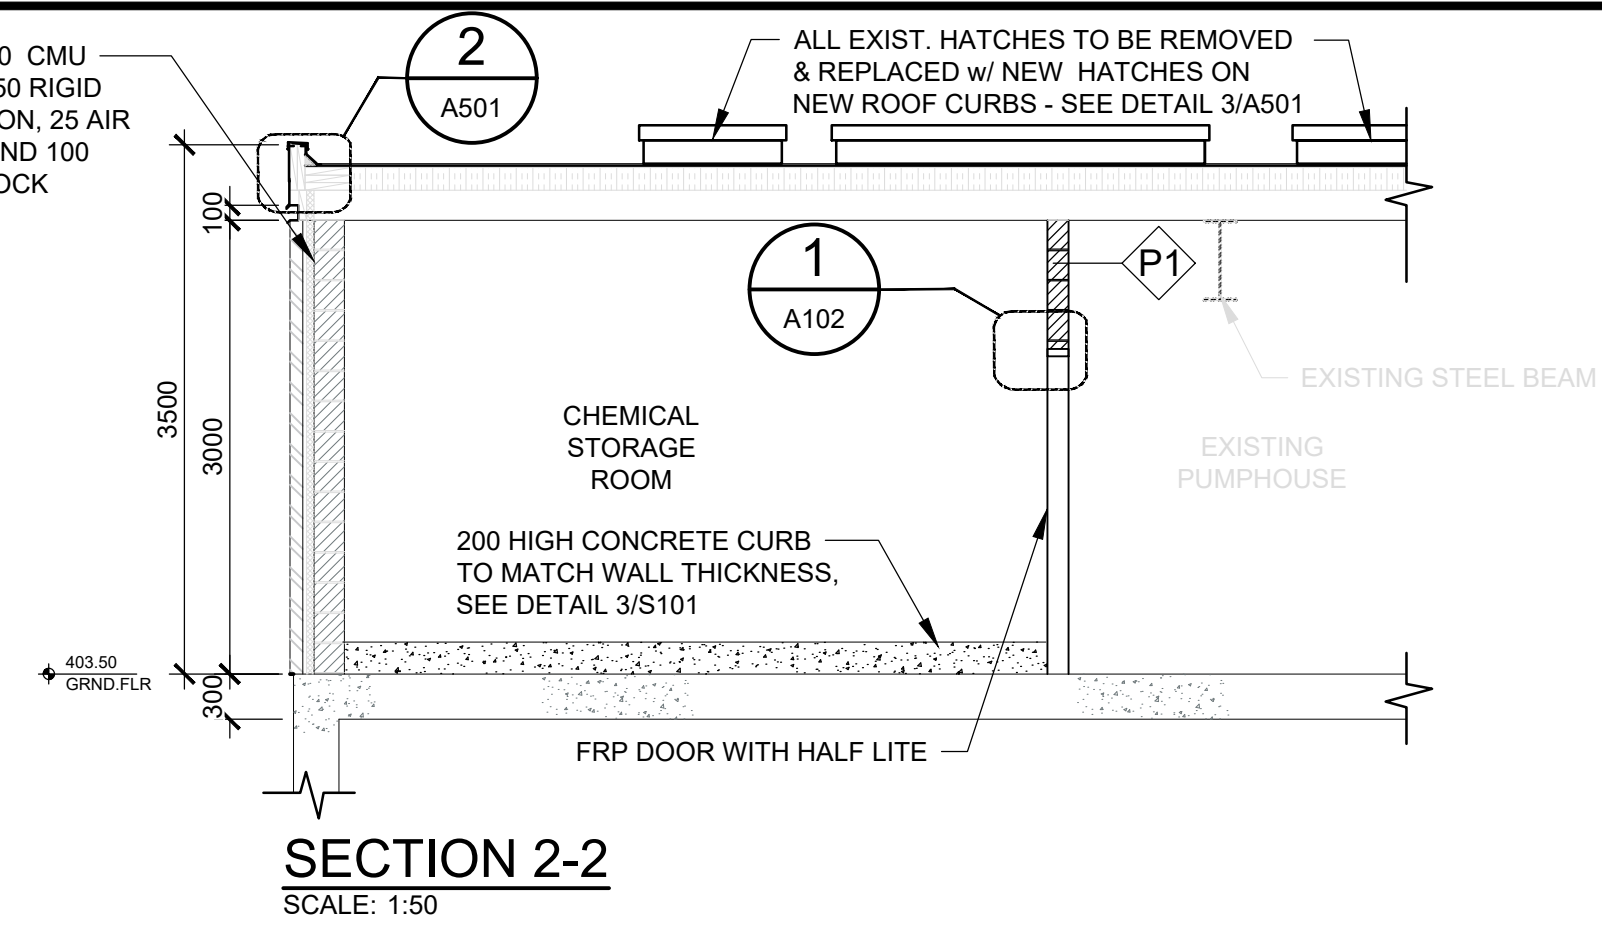 0 CMU
50 RIGID
ON, 25 AIR
ND 100
OCK
2
A501
ALL EXIST. HATCHES TO BE REMOVED
& REPLACED w/ NEW HATCHES ON
NEW ROOF CURBS - SEE DETAIL 3/A501
100
1
A102
P1
3500
3000
EXISTING STEEL BEAM
CHEMICAL
STORAGE
ROOM
EXISTING
PUMPHOUSE
200 HIGH CONCRETE CURB
TO MATCH WALL THICKNESS,
SEE DETAIL 3/S101
403.50
GRND.FLR
300
FRP DOOR WITH HALF LITE
SECTION 2-2
SCALE: 1:50